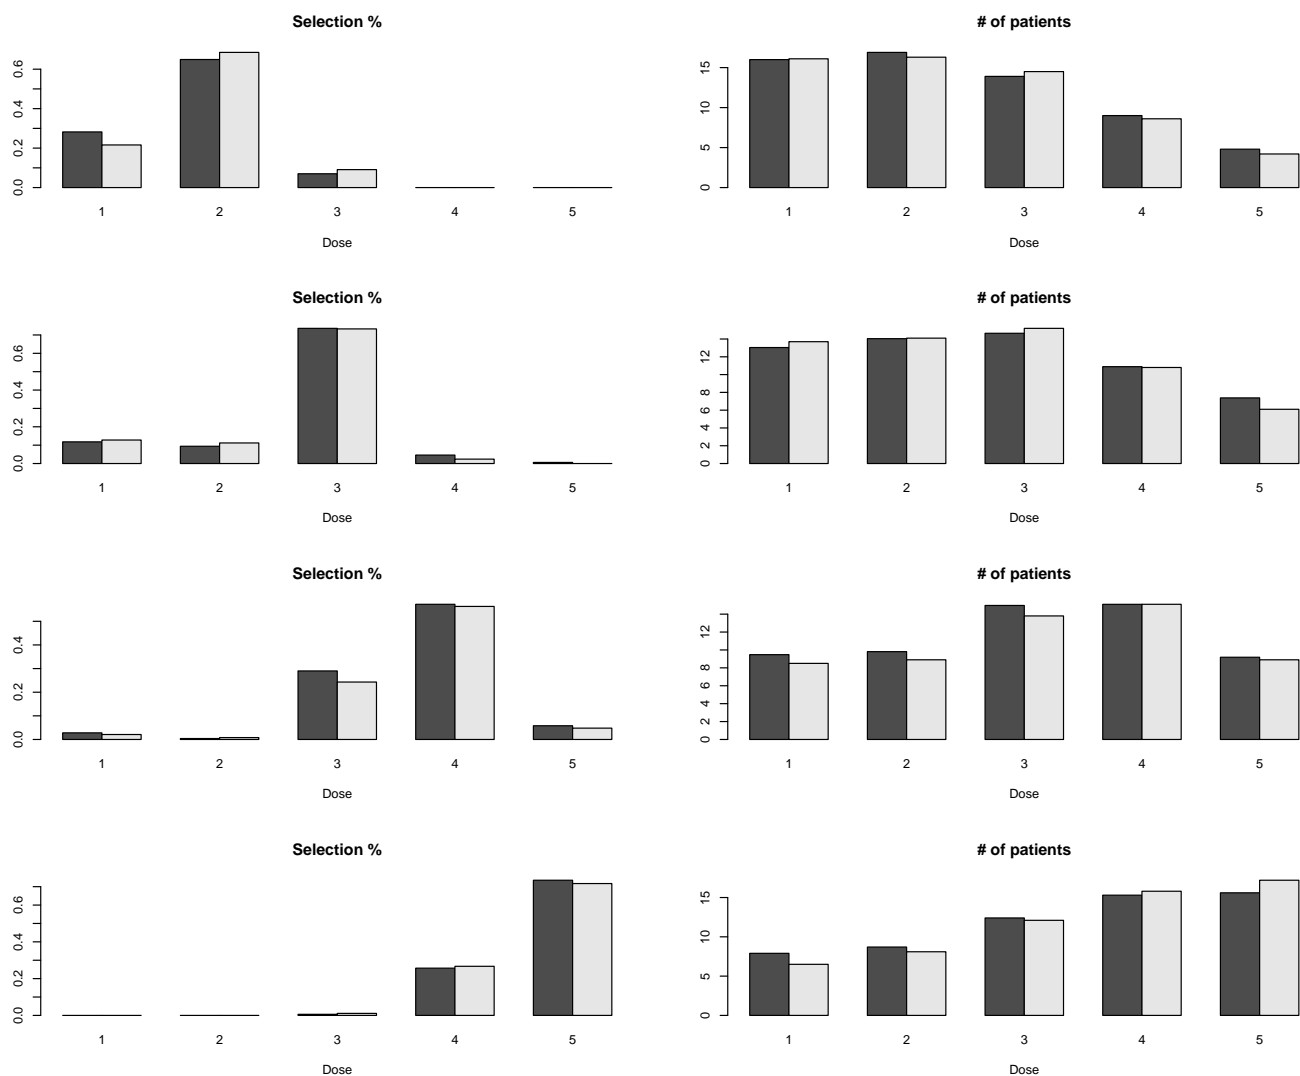 Selection %
0.0 0.2 0.4 0.6
1 2 3 4 5
Dose
# of patients
0 5 10 15
1 2 3 4 5
Dose
Selection %
0.0 0.2 0.4 0.6
1 2 3 4 5
Dose
# of patients
0 2 4 6 8 12
1 2 3 4 5
Dose
Selection %
0.0 0.2 0.4
1 2 3 4 5
Dose
# of patients
0 2 4 6 8 12
1 2 3 4 5
Dose
Selection %
0.0 0.2 0.4 0.6
1 2 3 4 5
Dose
# of patients
0 5 10 15
1 2 3 4 5
Dose